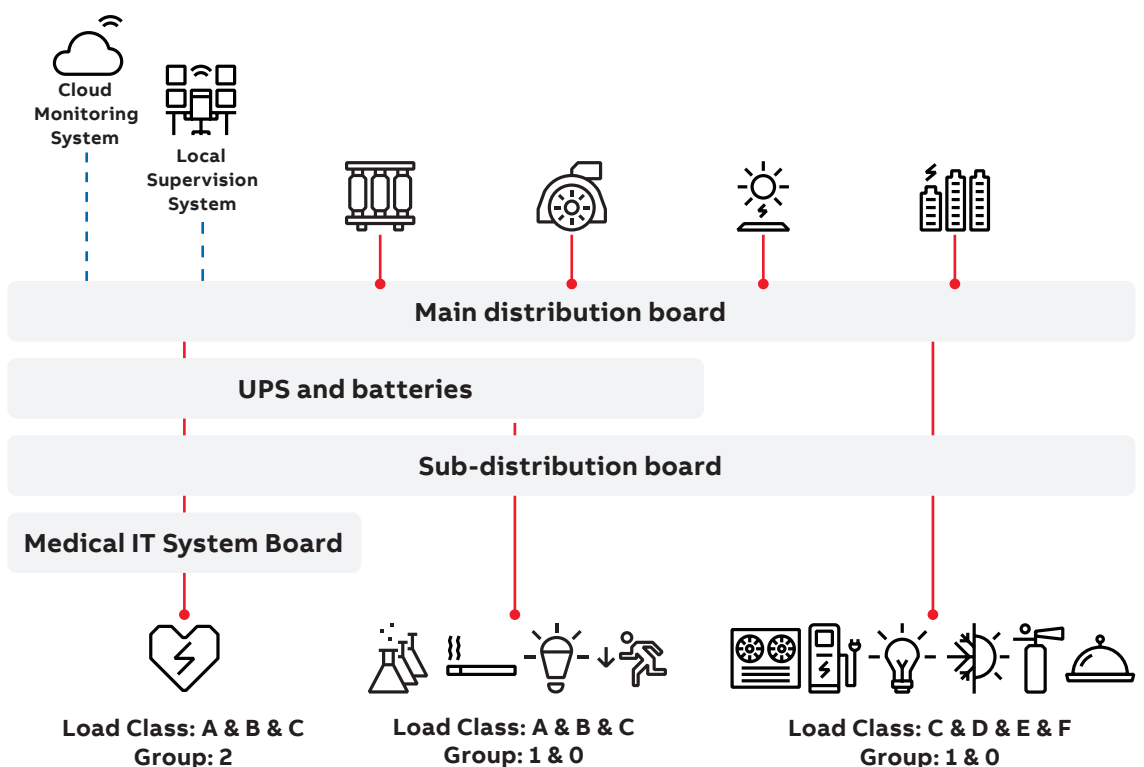 Cloud
Monitoring
System
Local
Supervision
System
Main distribution board
UPS and batteries
Sub-distribution board
Medical IT System Board
Load Class: A & B & C
Group: 2
Load Class: A & B & C
Group: 1 & 0
Load Class: C & D & E & F
Group: 1 & 0